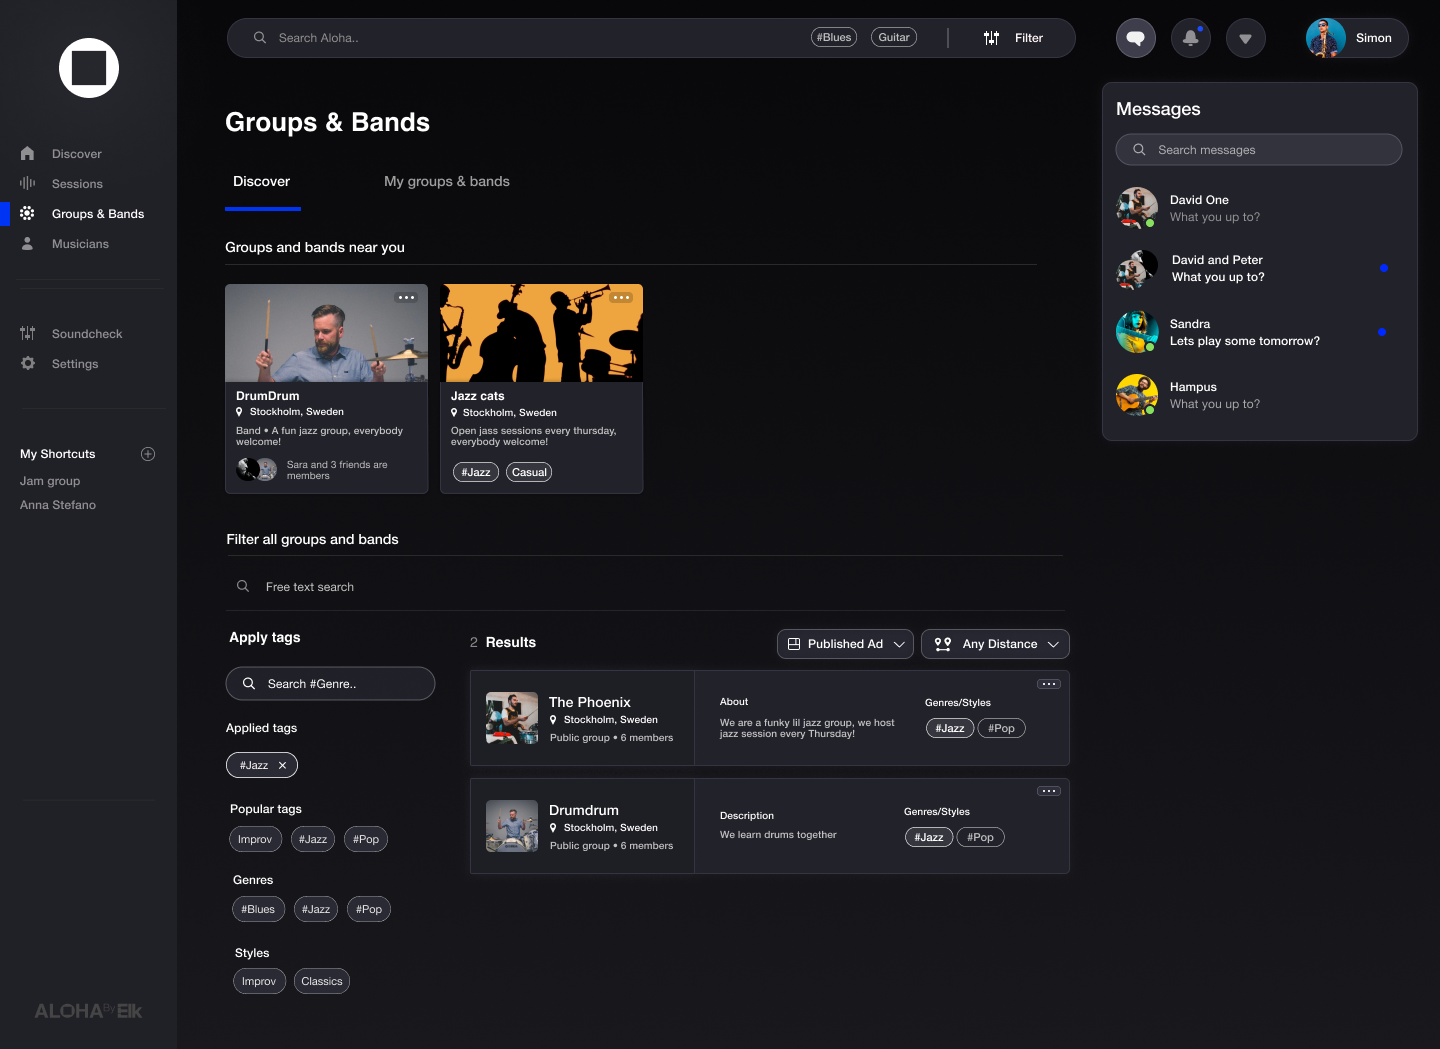 Search Aloha..
#Blues
Guitar
Filter
Simon
Discover
Sessions
Groups & Bands
Musicians
Soundcheck
Settings
My Shortcuts
Jam group
Anna Stefano
ALOHA By Elk
Groups & Bands
Discover
My groups & bands
Groups and bands near you
DrumDrum
Stockholm, Sweden
Band • A fun jazz group, everybody
welcome!
Sara and 3 friends are
members
Jazz cats
Stockholm, Sweden
Open jass sessions every thursday,
everybody welcome!
#Jazz
Casual
Filter all groups and bands
Free text search
Apply tags
Search #Genre..
Applied tags
#Jazz
Popular tags
Improv
#Jazz
#Pop
Genres
#Blues
#Jazz
#Pop
Styles
Improv
Classics
2 Results
Published Ad
Any Distance
The Phoenix
Stockholm, Sweden
Public group • 6 members
About
We are a funky lil jazz group, we host
jazz session every Thursday!
Genres/Styles
#Jazz
#Pop
Drumdrum
Stockholm, Sweden
Public group • 6 members
Description
We learn drums together
Genres/Styles
#Jazz
#Pop
Messages
Search messages
David One
What you up to?
David and Peter
What you up to?
Sandra
Lets play some tomorrow?
Hampus
What you up to?